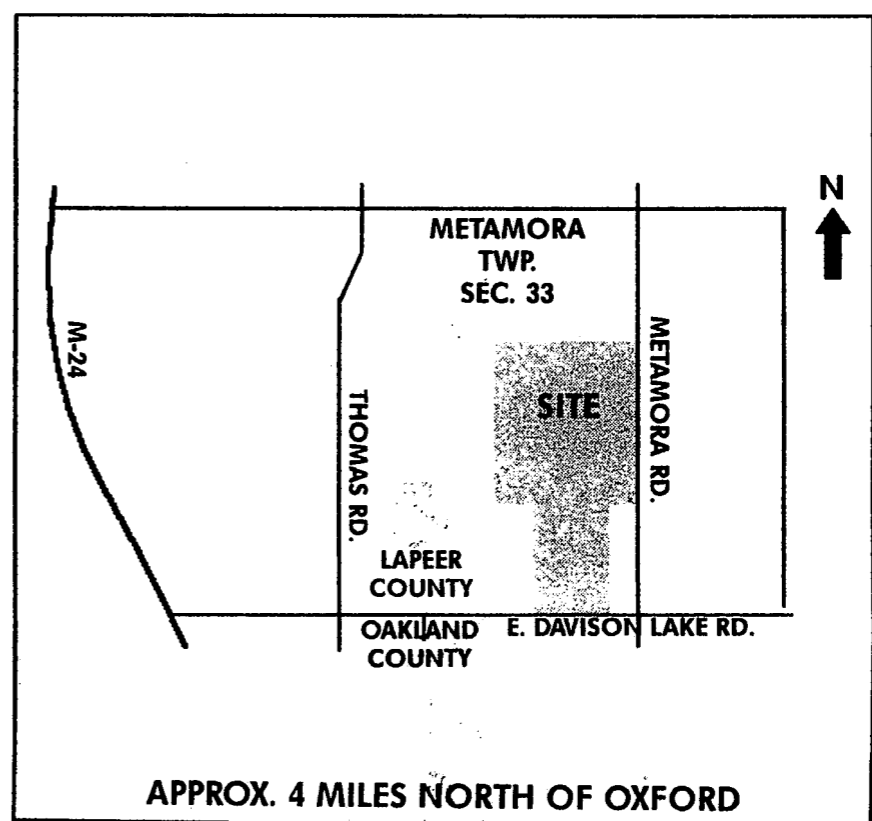 N
METAMORA
TWP.
SEC. 33
M-24
THOMAS RD.
SITE
METAMORA RD.
LAPEER
COUNTY
OAKLAND
COUNTY
E. DAVISON LAKE RD.
APPROX. 4 MILES NORTH OF OXFORD